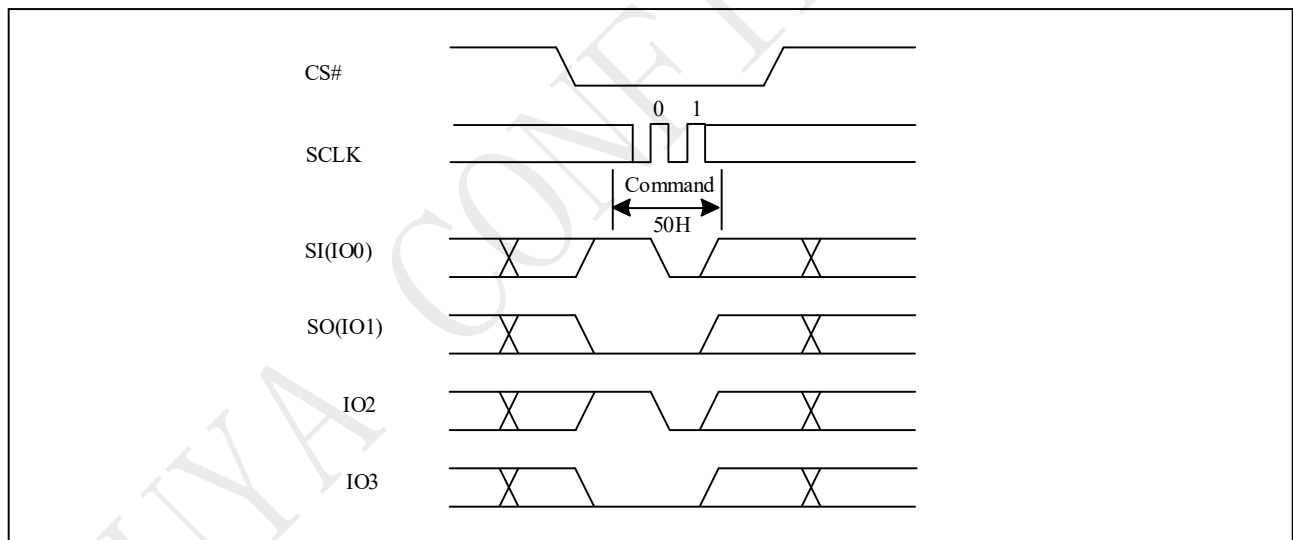 CS#
0 1
SCLK
Command
50H
SI(IO0)
SO(IO1)
IO2
IO3